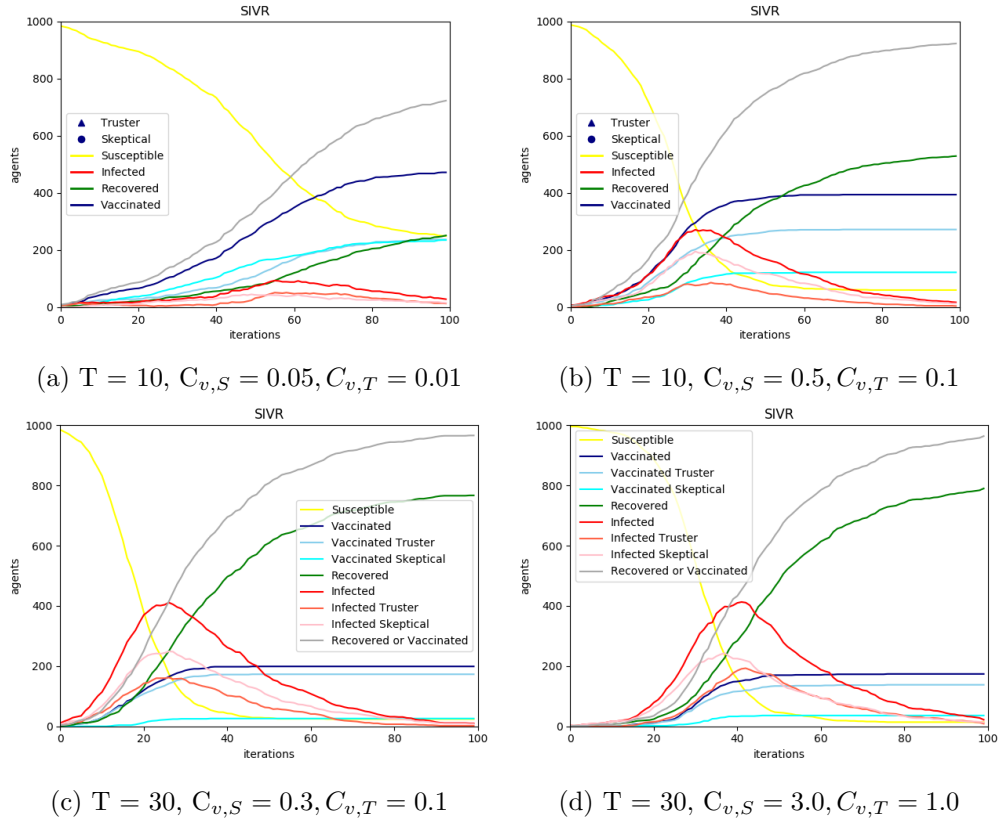 SIVR
agents
1000
800
600
400
200
0
Truster
Skeptical
Susceptible
Infected
Recovered
Vaccinated
0 20 40 60 80 100
iterations
(a) T = 10, C_{v,S} = 0.05, C_{v,T} = 0.01
SIVR
agents
1000
800
600
400
200
0
Truster
Skeptical
Susceptible
Infected
Recovered
Vaccinated
0 20 40 60 80 100
iterations
(b) T = 10, C_{v,S} = 0.5, C_{v,T} = 0.1
SIVR
agents
1000
800
600
400
200
0
Susceptible
Vaccinated
Vaccinated Truster
Vaccinated Skeptical
Recovered
Infected
Infected Truster
Infected Skeptical
Recovered or Vaccinated
0 20 40 60 80 100
iterations
(c) T = 30, C_{v,S} = 0.3, C_{v,T} = 0.1
SIVR
agents
1000
800
600
400
200
0
Susceptible
Vaccinated
Vaccinated Truster
Vaccinated Skeptical
Recovered
Infected
Infected Truster
Infected Skeptical
Recovered or Vaccinated
0 20 40 60 80 100
iterations
(d) T = 30, C_{v,S} = 3.0, C_{v,T} = 1.0